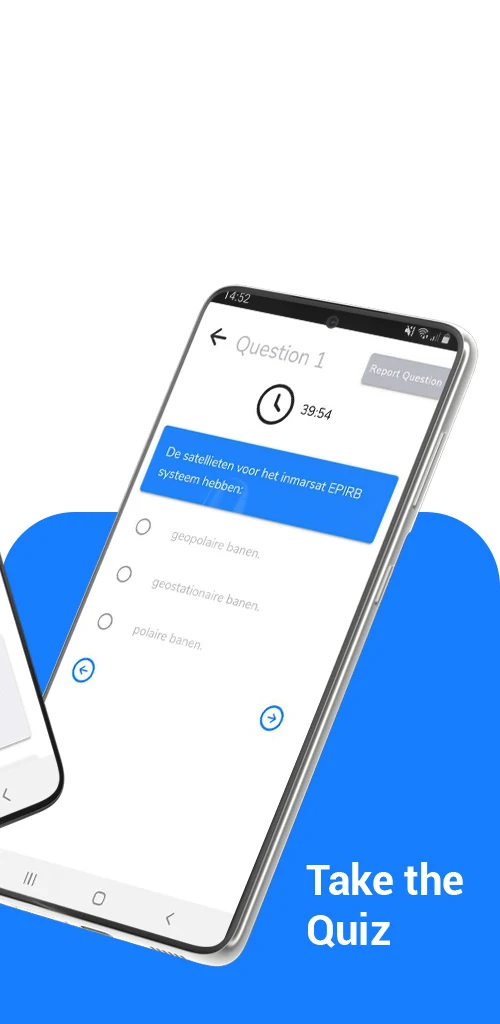 14:52
Question 1
Report Question
39:54
De satellieten voor het inmarsat EPIRB
systeem hebben:
geopolaire banen.
geostationaire banen.
polaire banen.
Take the
Quiz